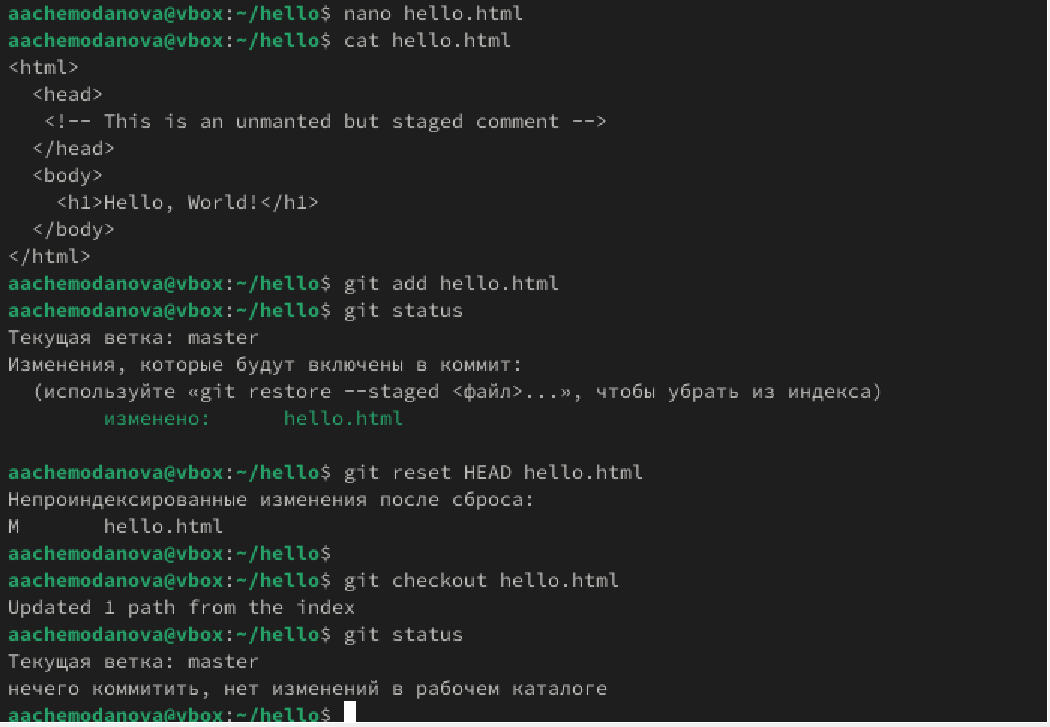 aachemodanova@vbox:~/hello$ nano hello.html
aachemodanova@vbox:~/hello$ cat hello.html
<html>
  <head>
   <!-- This is an unmanted but staged comment -->
  </head>
  <body>
    <h1>Hello, World!</h1>
  </body>
</html>
aachemodanova@vbox:~/hello$ git add hello.html
aachemodanova@vbox:~/hello$ git status
Текущая ветка: master
Изменения, которые будут включены в коммит:
  (используйте «git restore --staged <файл>...», чтобы убрать из индекса)
        изменено:      hello.html

aachemodanova@vbox:~/hello$ git reset HEAD hello.html
Непроиндексированные изменения после сброса:
M       hello.html
aachemodanova@vbox:~/hello$
aachemodanova@vbox:~/hello$ git checkout hello.html
Updated 1 path from the index
aachemodanova@vbox:~/hello$ git status
Текущая ветка: master
нечего коммитить, нет изменений в рабочем каталоге
aachemodanova@vbox:~/hello$